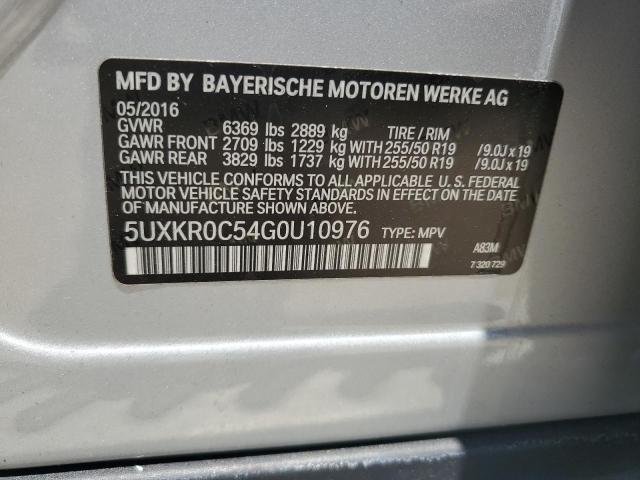 MFD BY BAYERISCHE MOTOREN WERKE AG
05/2016
GVWR 6369 lbs 2889 kg TIRE / RIM
GAWR FRONT 2709 lbs 1229 kg WITH 255/50 R19 /9.0J x 19
GAWR REAR 3829 lbs 1737 kg WITH 255/50 R19 /9.0J x 19
THIS VEHICLE CONFORMS TO ALL APPLICABLE U. S. FEDERAL
MOTOR VEHICLE SAFETY STANDARDS IN EFFECT ON THE DATE
OF MANUFACTURE SHOWN ABOVE.
5UXKR0C54G0U10976 TYPE: MPV
A83M
7 320 729